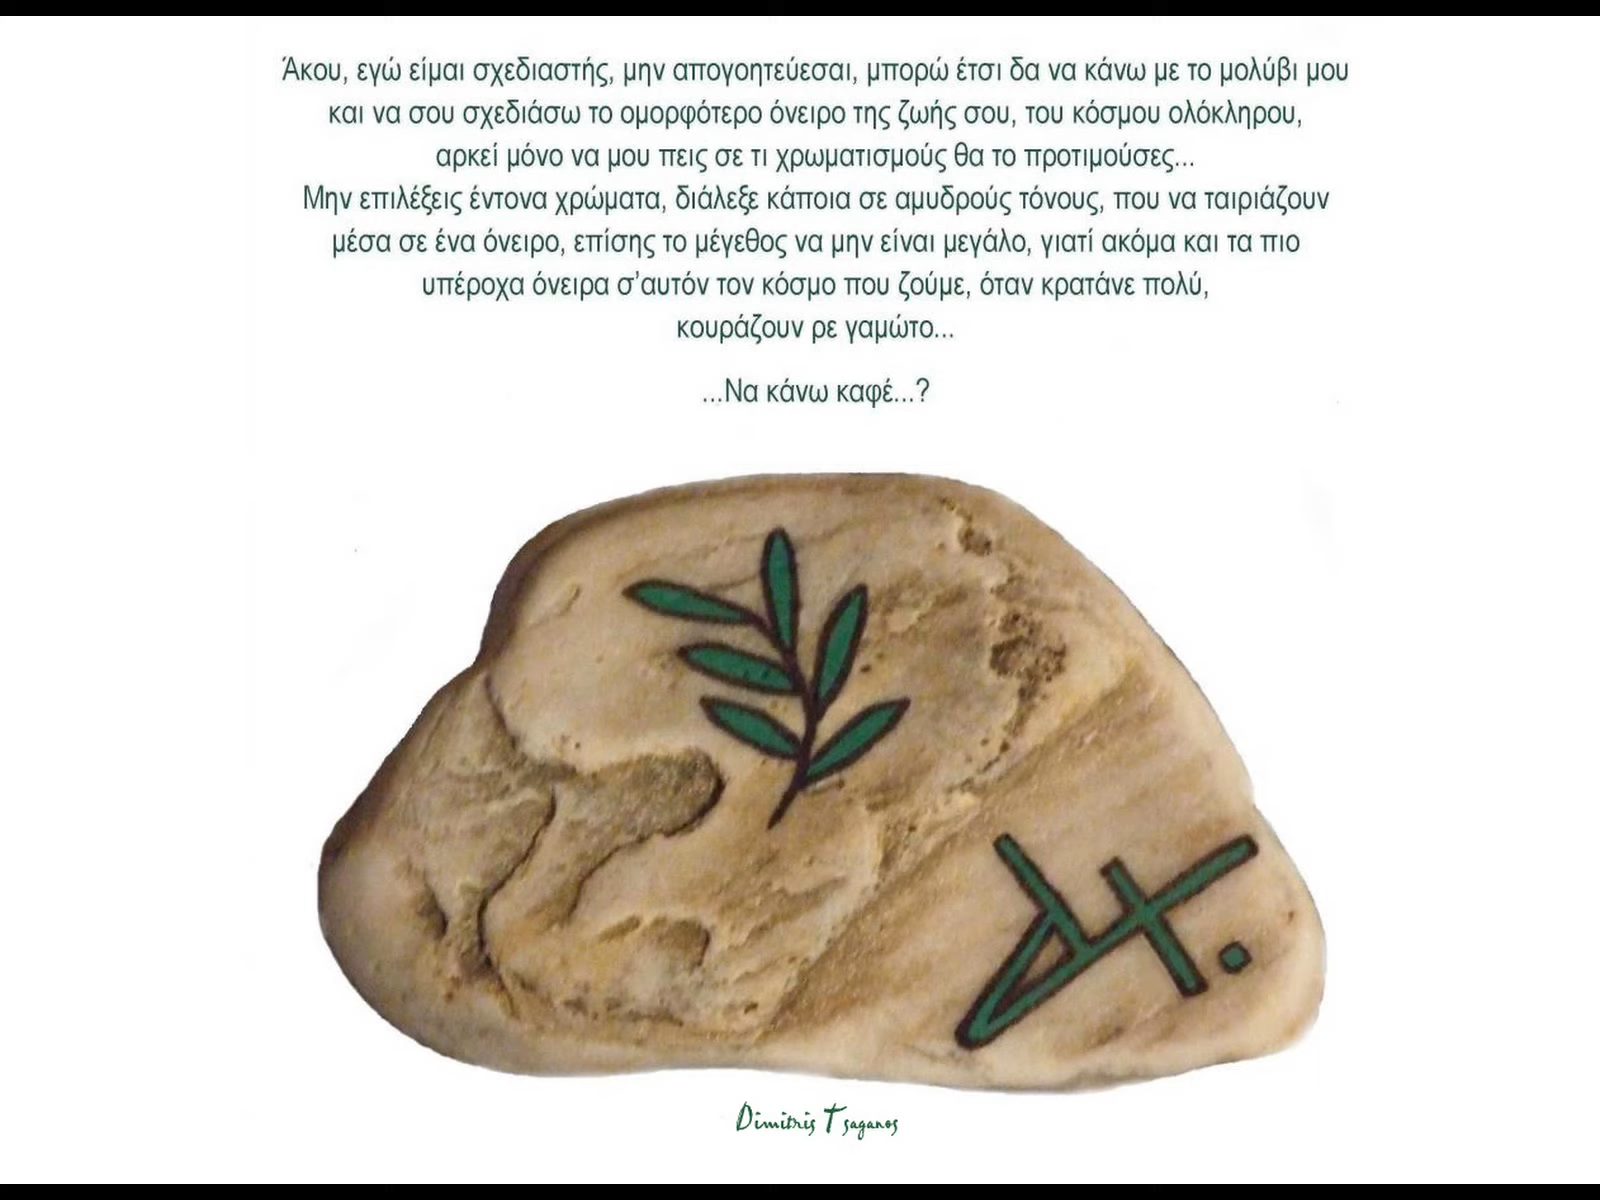 Άκου, εγώ είμαι σχεδιαστής, μην απογοητεύεσαι, μπορώ έτσι δα να κάνω με το μολύβι μου
και να σου σχεδιάσω το ομορφότερο όνειρο της ζωής σου, του κόσμου ολόκληρου,
αρκεί μόνο να μου πεις σε τι χρωματισμούς θα το προτιμούσες...
Μην επιλέξεις έντονα χρώματα, διάλεξε κάποια σε αμυδρούς τόνους, που να ταιριάζουν
μέσα σε ένα όνειρο, επίσης το μέγεθος να μην είναι μεγάλο, γιατί ακόμα και τα πιο
υπέροχα όνειρα σ'αυτόν τον κόσμο που ζούμε, όταν κρατάνε πολύ,
κουράζουν ρε γαμώτο...
...Να κάνω καφέ...?
Dimitris Tsaganos